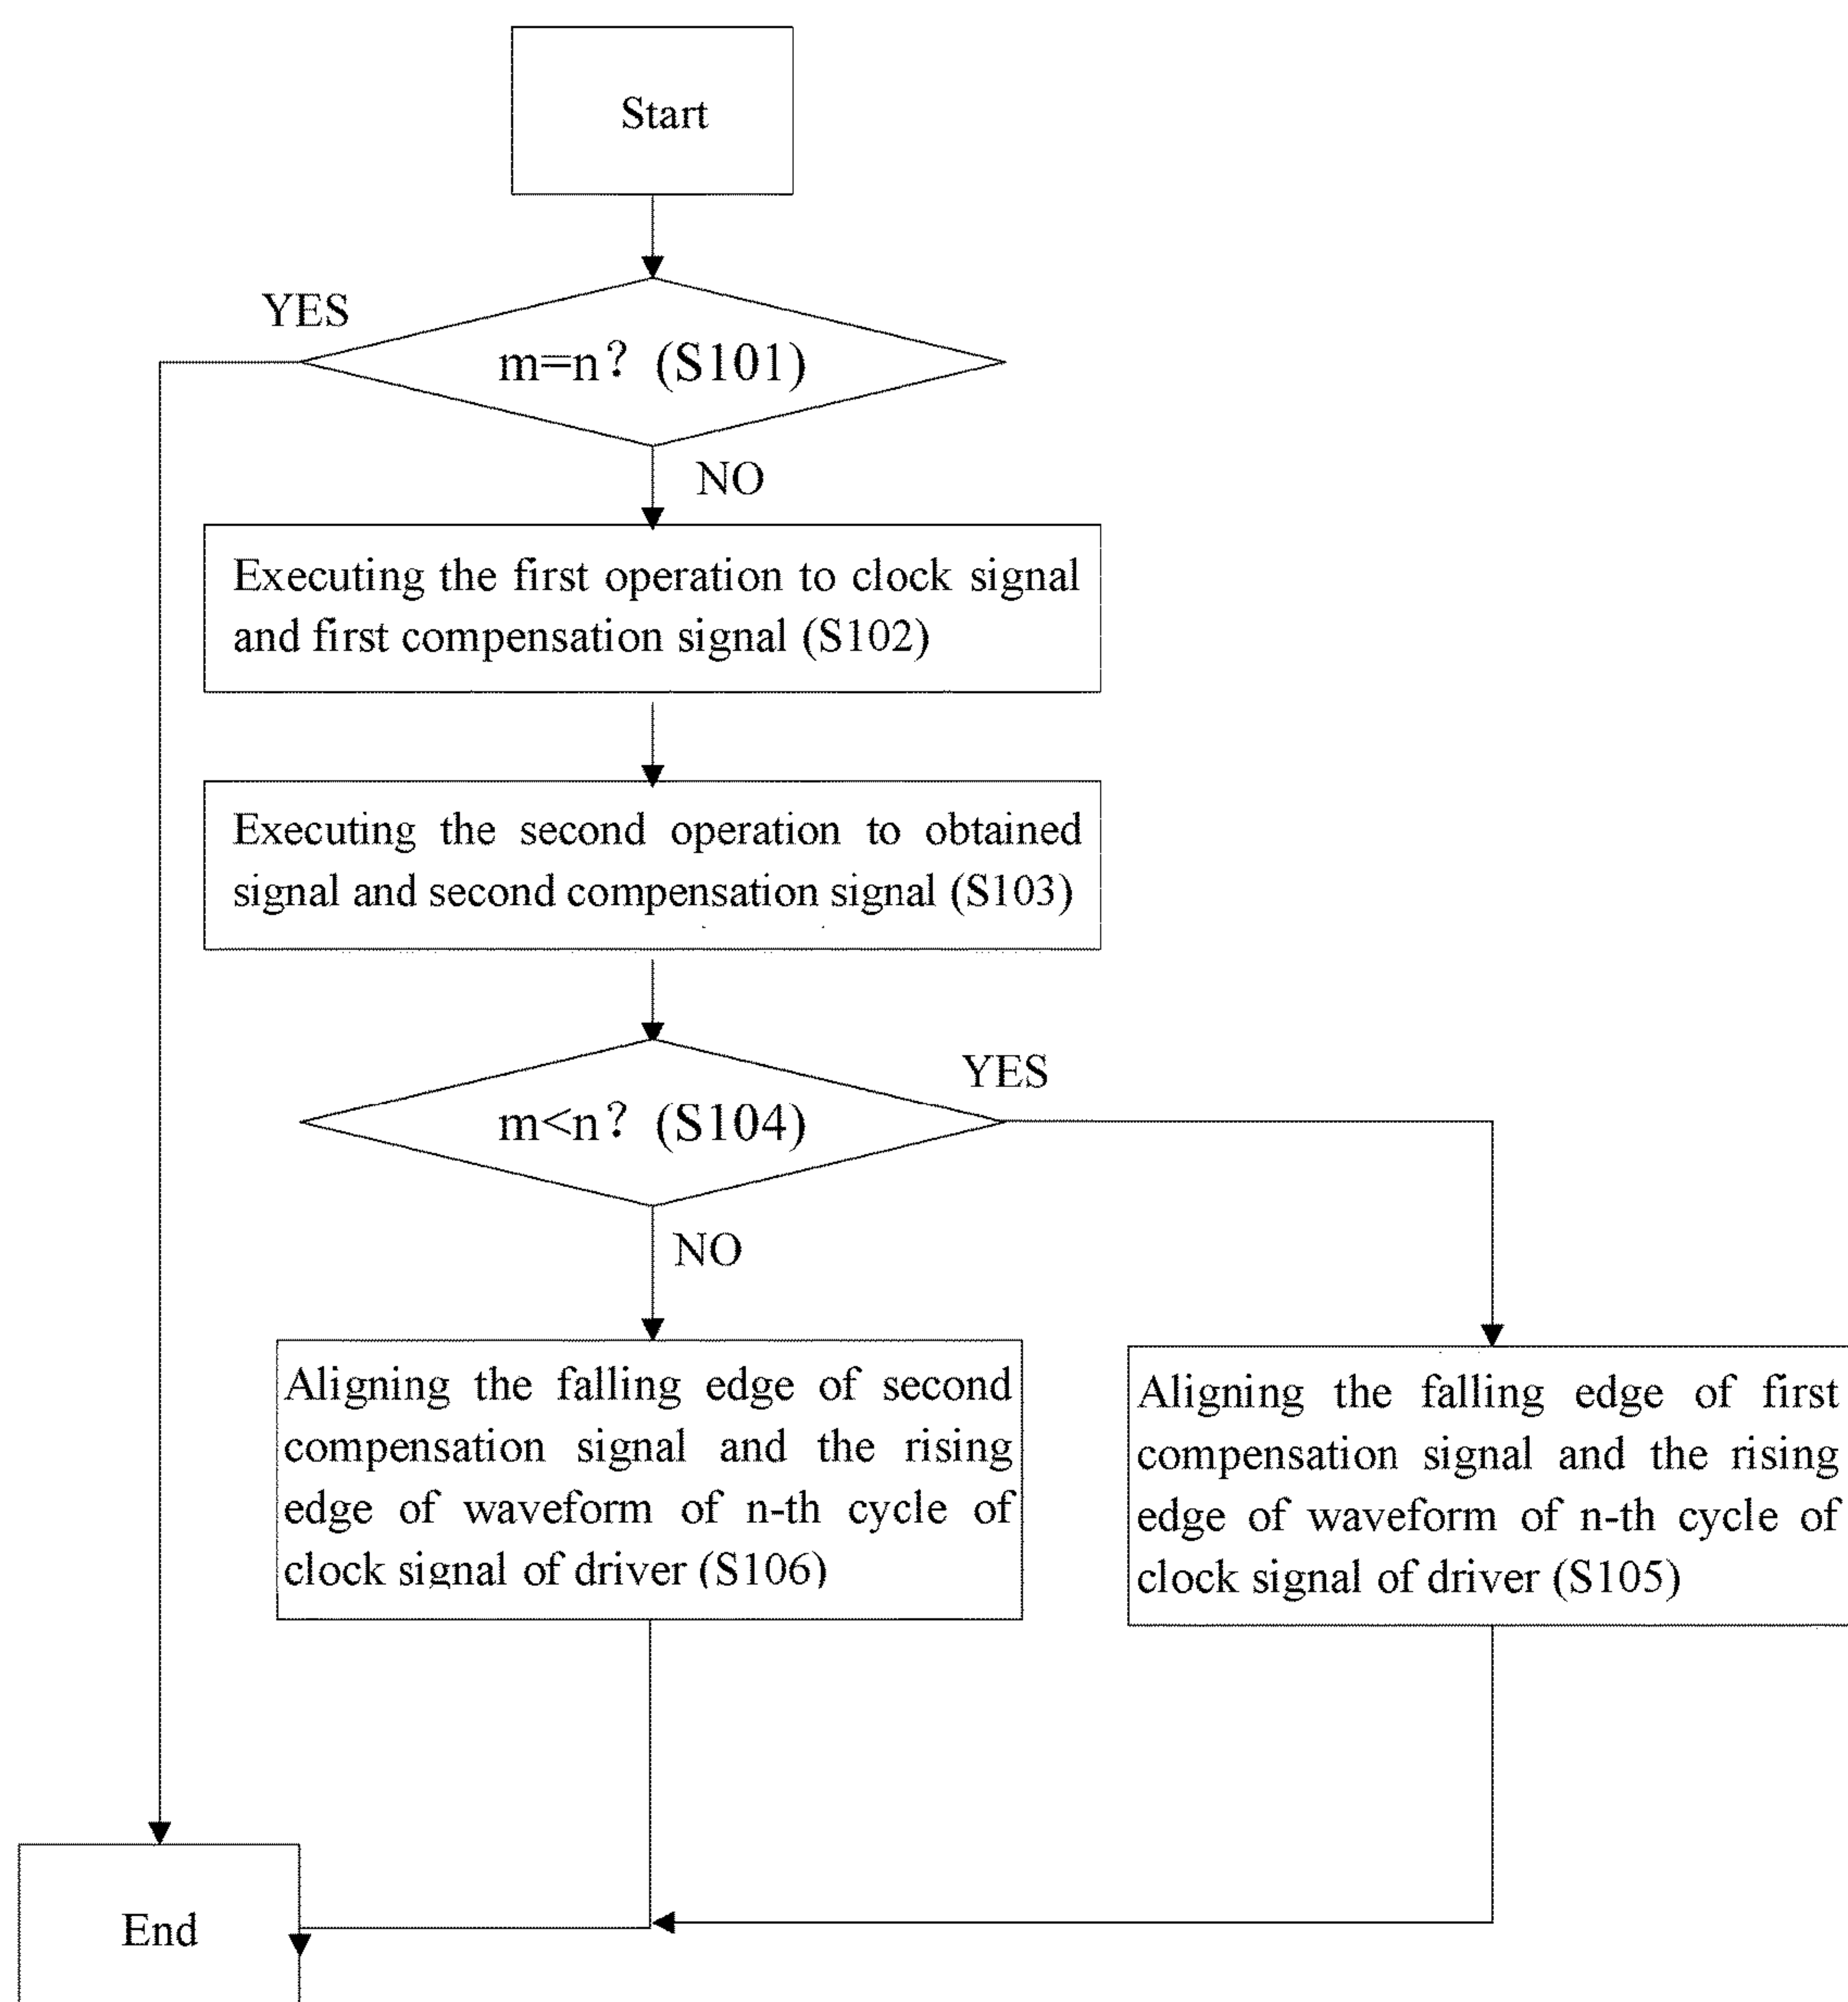 Start
YES
m=n? (S101)
NO
Executing the first operation to clock signal
and first compensation signal (S102)
Executing the second operation to obtained
signal and second compensation signal (S103)
YES
m<n? (S104)
NO
Aligning the falling edge of second
compensation signal and the rising
edge of waveform of n-th cycle of
clock signal of driver (S106)
Aligning the falling edge of first
compensation signal and the rising
edge of waveform of n-th cycle of
clock signal of driver (S105)
End